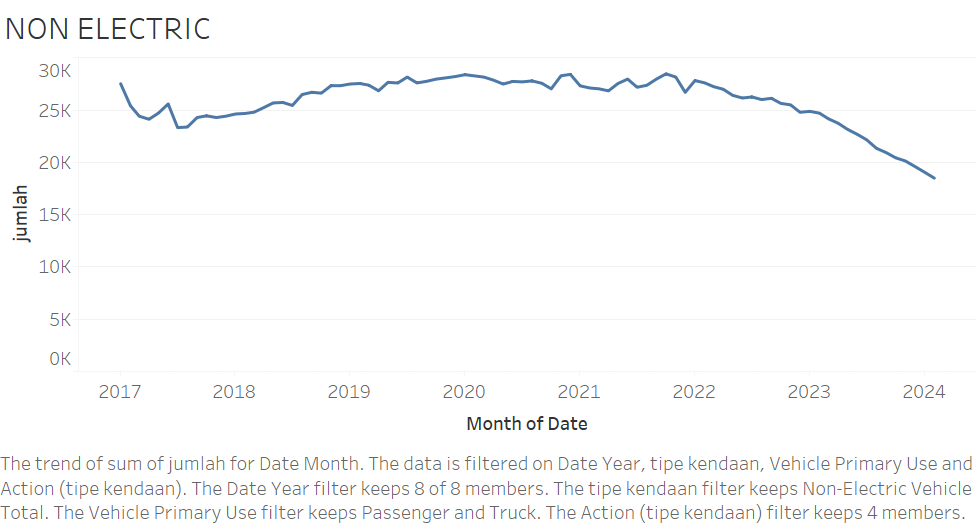 NON ELECTRIC
30K
25K
20K
15K
10K
5K
0K
jumlah
2017 2018 2019 2020 2021 2022 2023 2024
Month of Date
The trend of sum of jumlah for Date Month. The data is filtered on Date Year, tipe kendaan, Vehicle Primary Use and
Action (tipe kendaan). The Date Year filter keeps 8 of 8 members. The tipe kendaan filter keeps Non-Electric Vehicle
Total. The Vehicle Primary Use filter keeps Passenger and Truck. The Action (tipe kendaan) filter keeps 4 members.